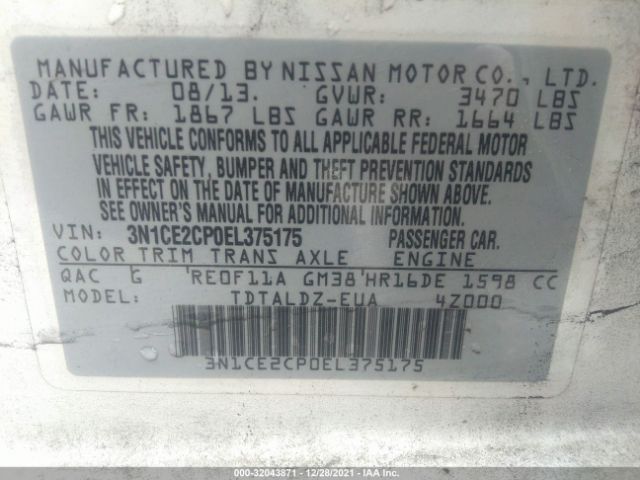 MANUFACTURED BY NISSAN MOTOR CO., LTD.
DATE: 08/13. GVWR: 3470 LBS
GAWR FR: 1867 LBS GAWR RR: 1664 LBS
THIS VEHICLE CONFORMS TO ALL APPLICABLE FEDERAL MOTOR
VEHICLE SAFETY, BUMPER AND THEFT PREVENTION STANDARDS
IN EFFECT ON THE DATE OF MANUFACTURE SHOWN ABOVE.
SEE OWNER'S MANUAL FOR ADDITIONAL INFORMATION.
VIN: 3N1CE2CP0EL375175 PASSENGER CAR.
COLOR TRIM TRANS AXLE ENGINE
QAC G RE0F11A GM38 HR16DE 1598 CC
MODEL: TDTALDZ-EUA 4Z000
3N1CE2CP0EL375175
000-32043871 - 12/28/2021 - IAA Inc.